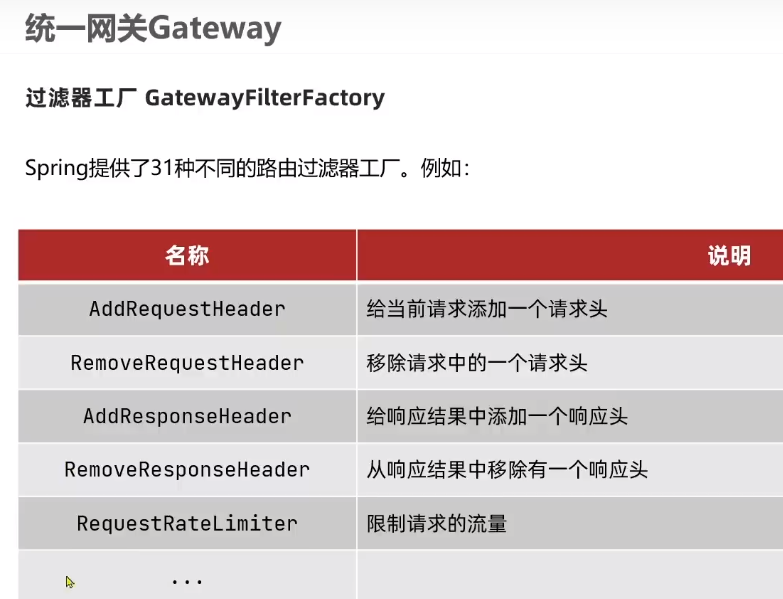 统一网关Gateway
过滤器工厂 GatewayFilterFactory
Spring提供了31种不同的路由过滤器工厂。例如：
名称 说明
AddRequestHeader 给当前请求添加一个请求头
RemoveRequestHeader 移除请求中的一个请求头
AddResponseHeader 给响应结果中添加一个响应头
RemoveResponseHeader 从响应结果中移除有一个响应头
RequestRateLimiter 限制请求的流量
...